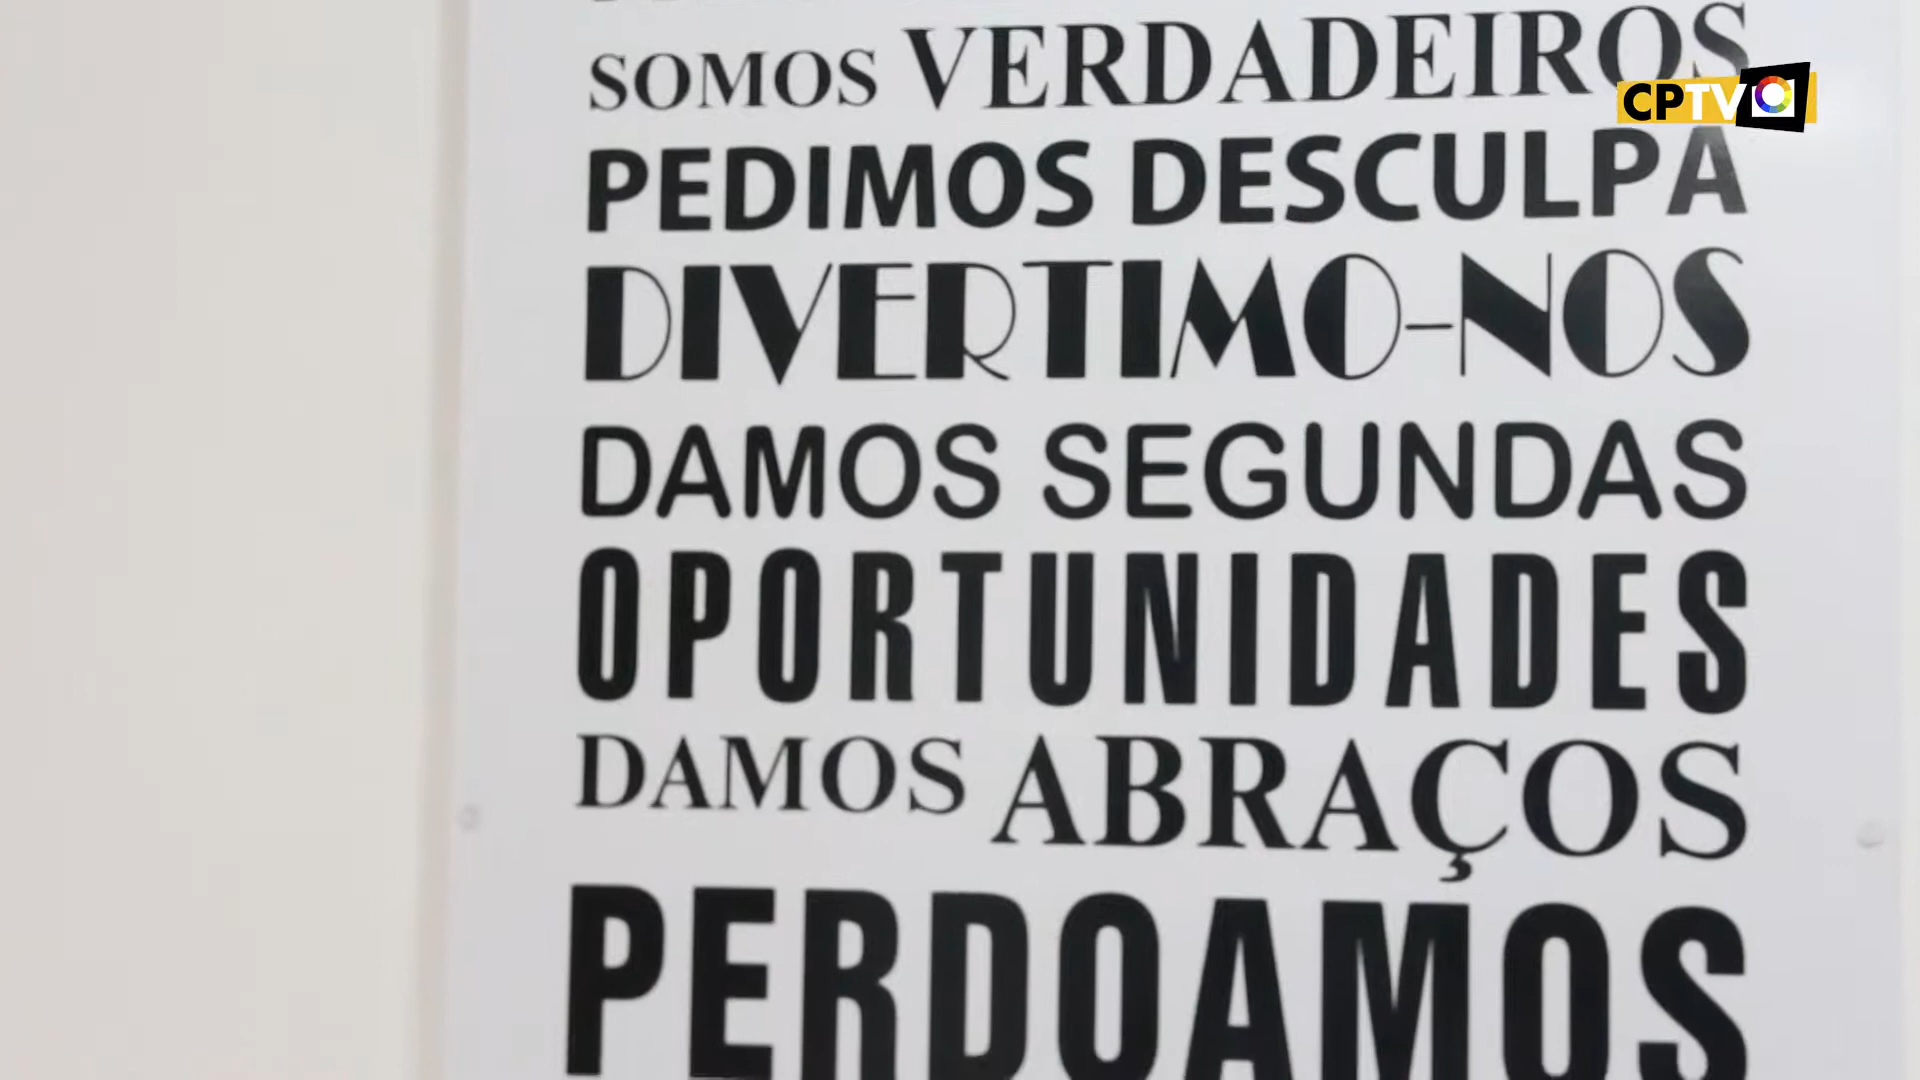 SOMOS VERDADEIROS
CPTV
PEDIMOS DESCULPA
DIVERTIMO-NOS
DAMOS SEGUNDAS
OPORTUNIDADES
DAMOS ABRAÇOS
PERDOAMOS